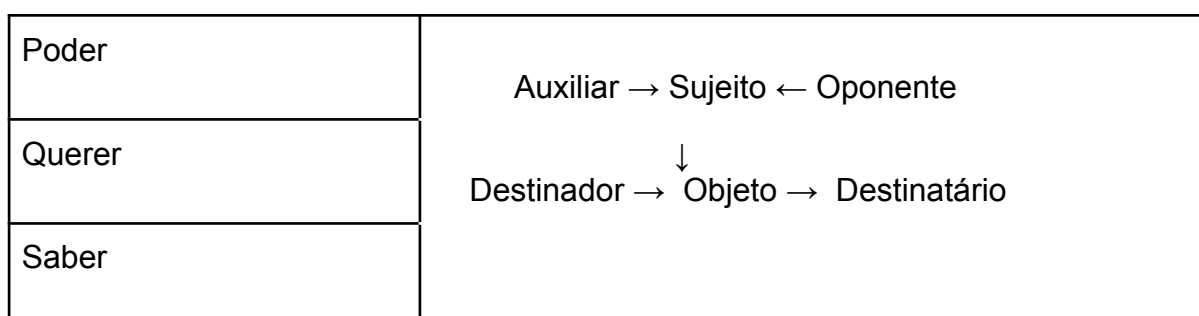 Poder
Auxiliar → Sujeito ← Oponente
Querer
↓
Destinador → Objeto → Destinatário
Saber